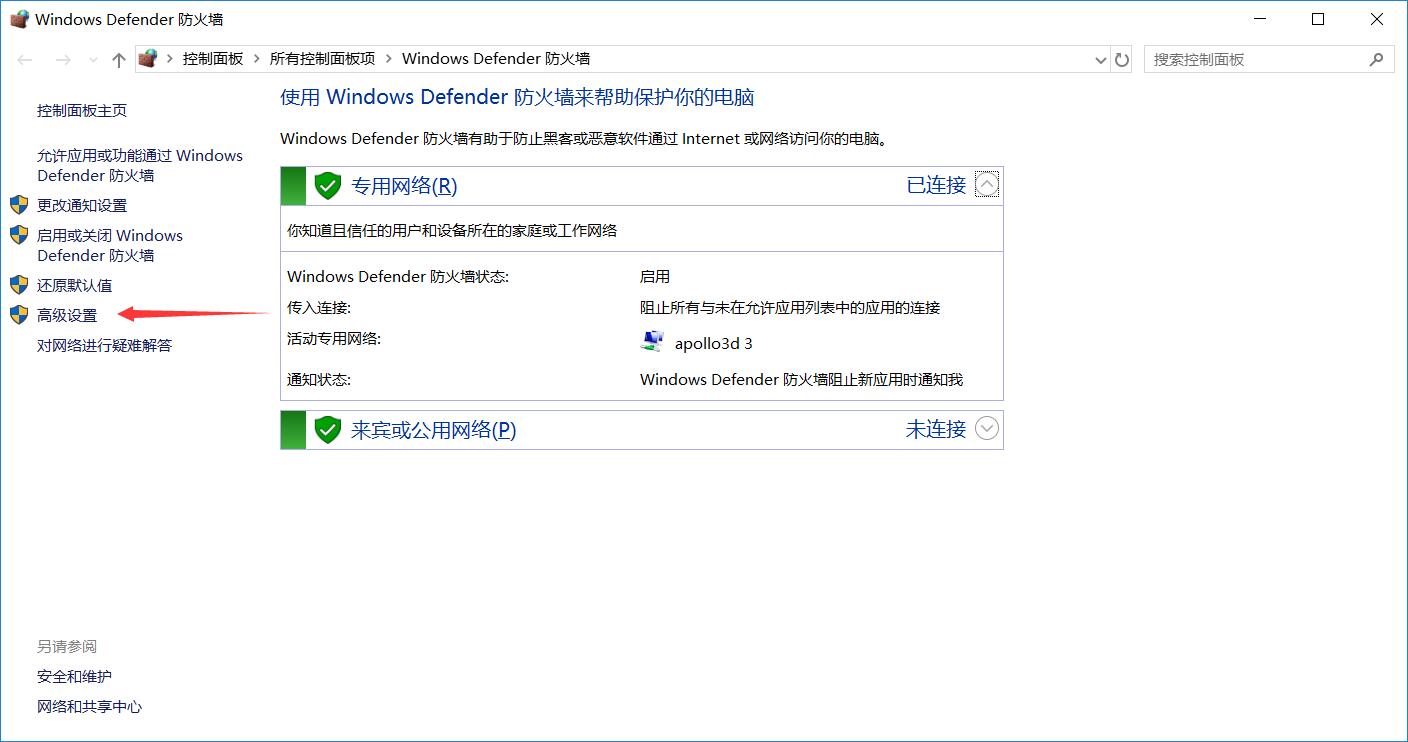 Windows Defender 防火墙
控制面板 所有控制面板项 Windows Defender 防火墙
搜索控制面板
控制面板主页
允许应用或功能通过 Windows
Defender 防火墙
更改通知设置
启用或关闭 Windows
Defender 防火墙
还原默认值
高级设置
对网络进行疑难解答
另请参阅
安全和维护
网络和共享中心
使用 Windows Defender 防火墙来帮助保护你的电脑
Windows Defender 防火墙有助于防止黑客或恶意软件通过 Internet 或网络访问你的电脑。
专用网络(R) 已连接
你知道且信任的用户和设备所在的家庭或工作网络
Windows Defender 防火墙状态: 启用
传入连接: 阻止所有与未在允许应用列表中的应用的连接
活动专用网络: apollo3d 3
通知状态: Windows Defender 防火墙阻止新应用时通知我
来宾或公用网络(P) 未连接